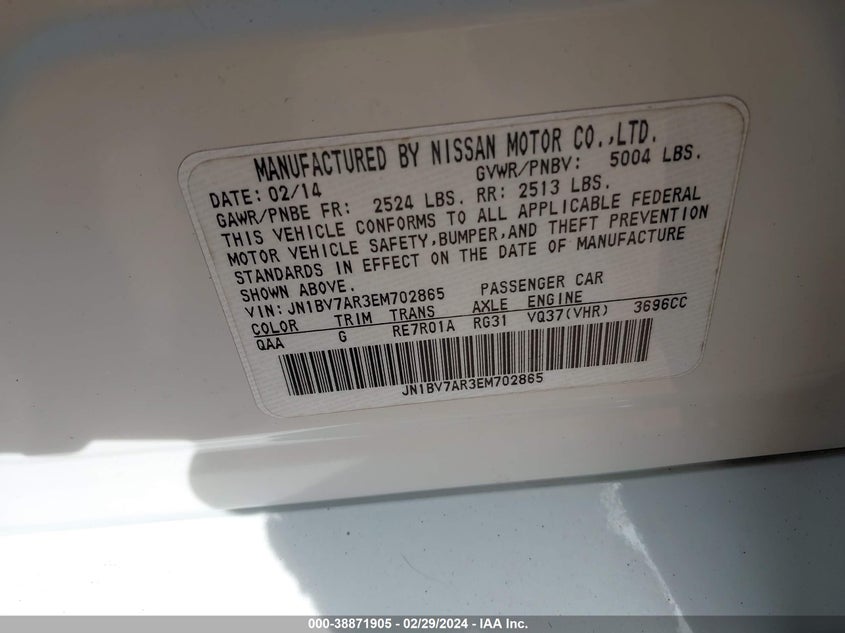 MANUFACTURED BY NISSAN MOTOR CO.,LTD.
DATE: 02/14 GVWR/PNBV: 5004 LBS.
GAWR/PNBE FR: 2524 LBS. RR: 2513 LBS.
THIS VEHICLE CONFORMS TO ALL APPLICABLE FEDERAL
MOTOR VEHICLE SAFETY,BUMPER,AND THEFT PREVENTION
STANDARDS IN EFFECT ON THE DATE OF MANUFACTURE
SHOWN ABOVE.
VIN: JN1BV7AR3EM702865 PASSENGER CAR
COLOR TRIM TRANS AXLE ENGINE
QAA G RE7R01A RG31 VQ37(VHR) 3696CC
JN1BV7AR3EM702865
000-38871905 - 02/29/2024 - IAA Inc.